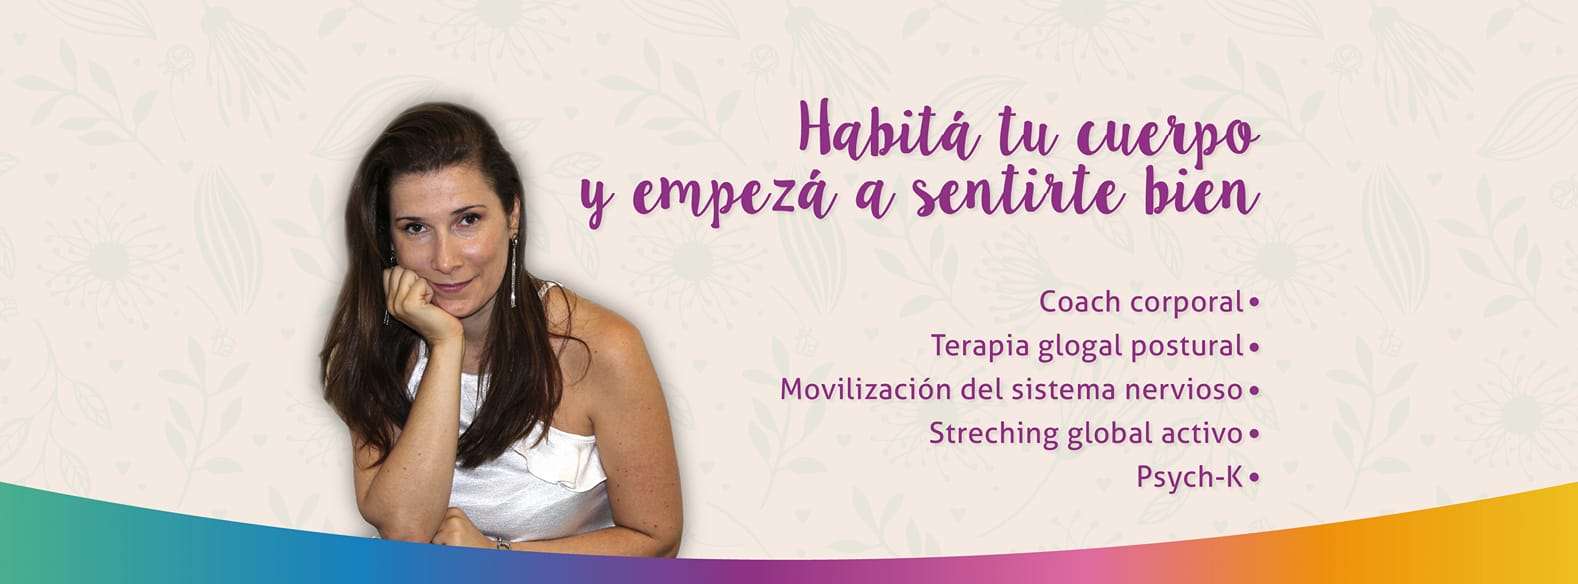 Habitá tu cuerpo
y empezá a sentirte bien
Coach corporal•
Terapia glogal postural•
Movilización del sistema nervioso•
Streching global activo•
Psych-K•